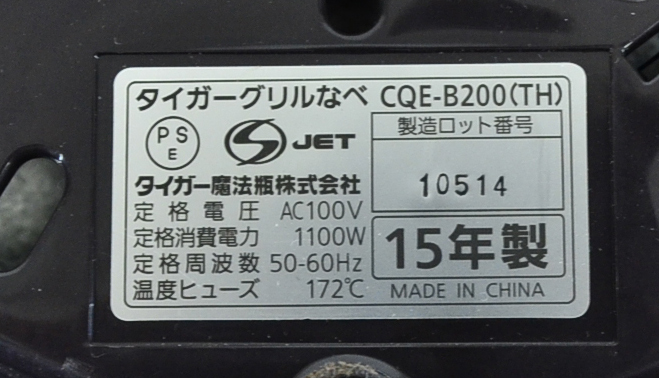 タイガーグリルなべ CQE-B200(TH)
PS
E
JET
製造ロット番号
10514
タイガー魔法瓶株式会社
定格電圧 AC100V
定格消費電力 1100W
定格周波数 50-60Hz
温度ヒューズ 172℃
15年製
MADE IN CHINA